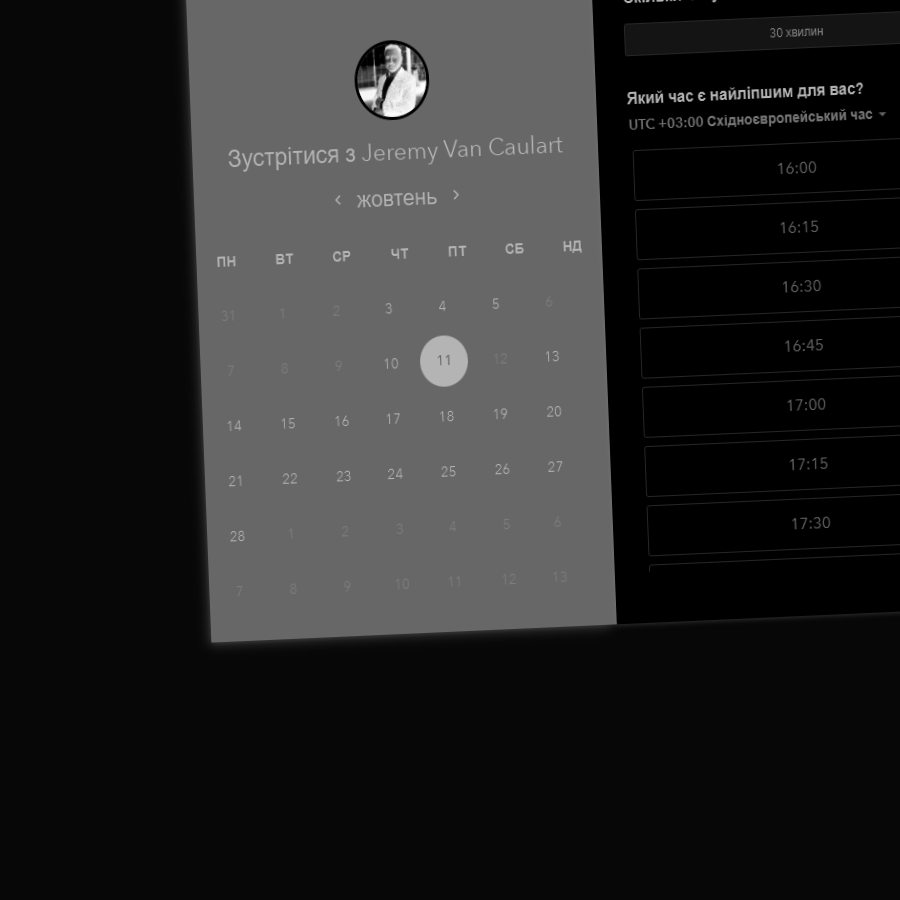 30 хвилин
Який час є найліпшим для вас?
UTC +03:00 Східноєвропейський час
Зустрітися з Jeremy Van Caulart
жовтень
ПН ВТ СР ЧТ ПТ СБ НД
31 1 2 3 4 5 6
7 8 9 10 11 12 13
14 15 16 17 18 19 20
21 22 23 24 25 26 27
28 1 2 3 4 5 6
7 8 9 10 11 12 13
16:00
16:15
16:30
16:45
17:00
17:15
17:30